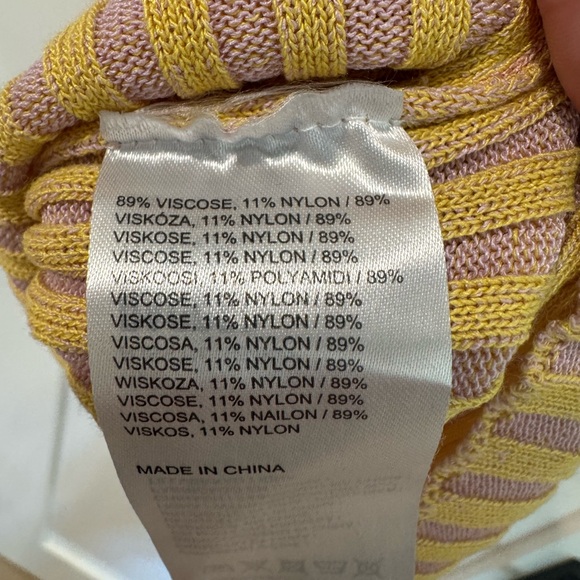 89% VISCOSE, 11% NYLON / 89%
VISKÓZA, 11% NYLON / 89%
VISKOSE, 11% NYLON / 89%
VISCOSE, 11% NYLON / 89%
VISKOOSI, 11% POLYAMIDI / 89%
VISCOSE, 11% NYLON / 89%
VISKOSE, 11% NYLON / 89%
VISCOSA, 11% NYLON / 89%
VISKOSE, 11% NYLON / 89%
WISKOZA, 11% NYLON / 89%
VISCOSE, 11% NYLON / 89%
VISCOSA, 11% NAILON / 89%
VISKOS, 11% NYLON
MADE IN CHINA